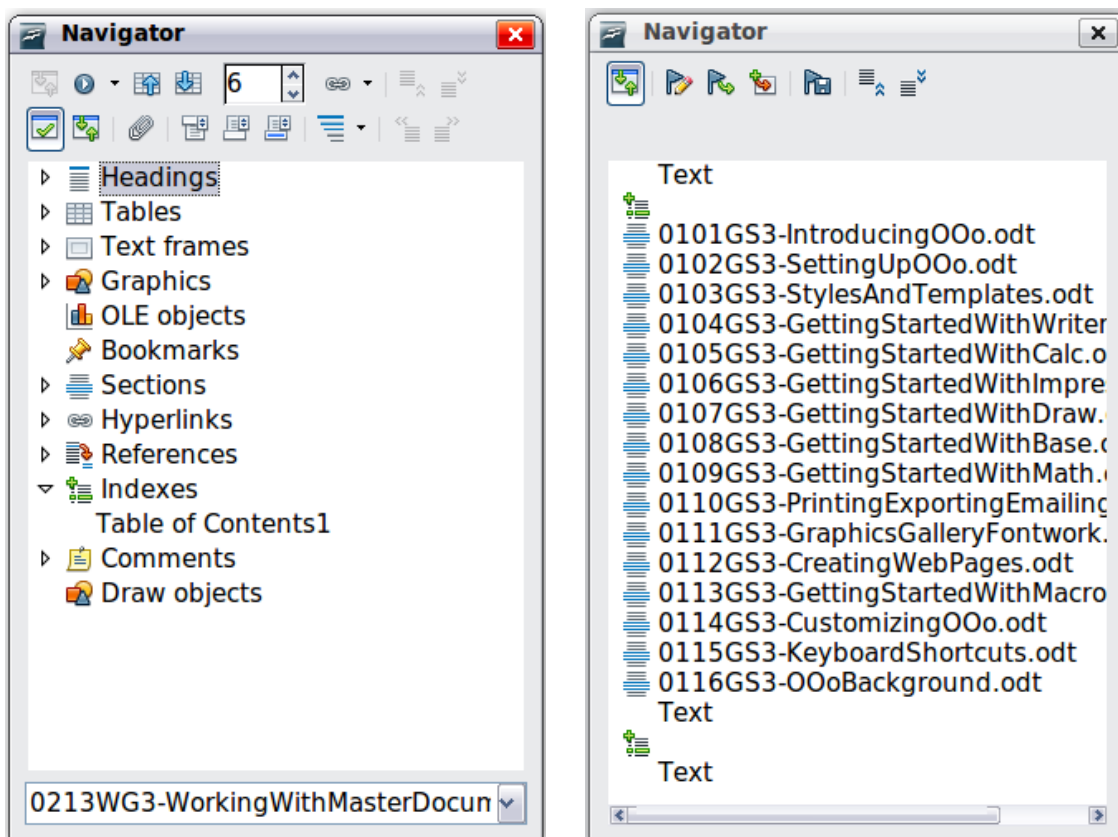 Navigator
6
Headings
Tables
Text frames
Graphics
OLE objects
Bookmarks
Sections
Hyperlinks
References
Indexes
Table of Contents1
Comments
Draw objects
0213WG3-WorkingWithMasterDocum
Navigator
Text
0101GS3-IntroducingOOo.odt
0102GS3-SettingUpOOo.odt
0103GS3-StylesAndTemplates.odt
0104GS3-GettingStartedWithWriter
0105GS3-GettingStartedWithCalc.o
0106GS3-GettingStartedWithImpre
0107GS3-GettingStartedWithDraw.
0108GS3-GettingStartedWithBase.o
0109GS3-GettingStartedWithMath.
0110GS3-PrintingExportingEmailing
0111GS3-GraphicsGalleryFontwork.
0112GS3-CreatingWebPages.odt
0113GS3-GettingStartedWithMacro
0114GS3-CustomizingOOo.odt
0115GS3-KeyboardShortcuts.odt
0116GS3-OOoBackground.odt
Text
Text